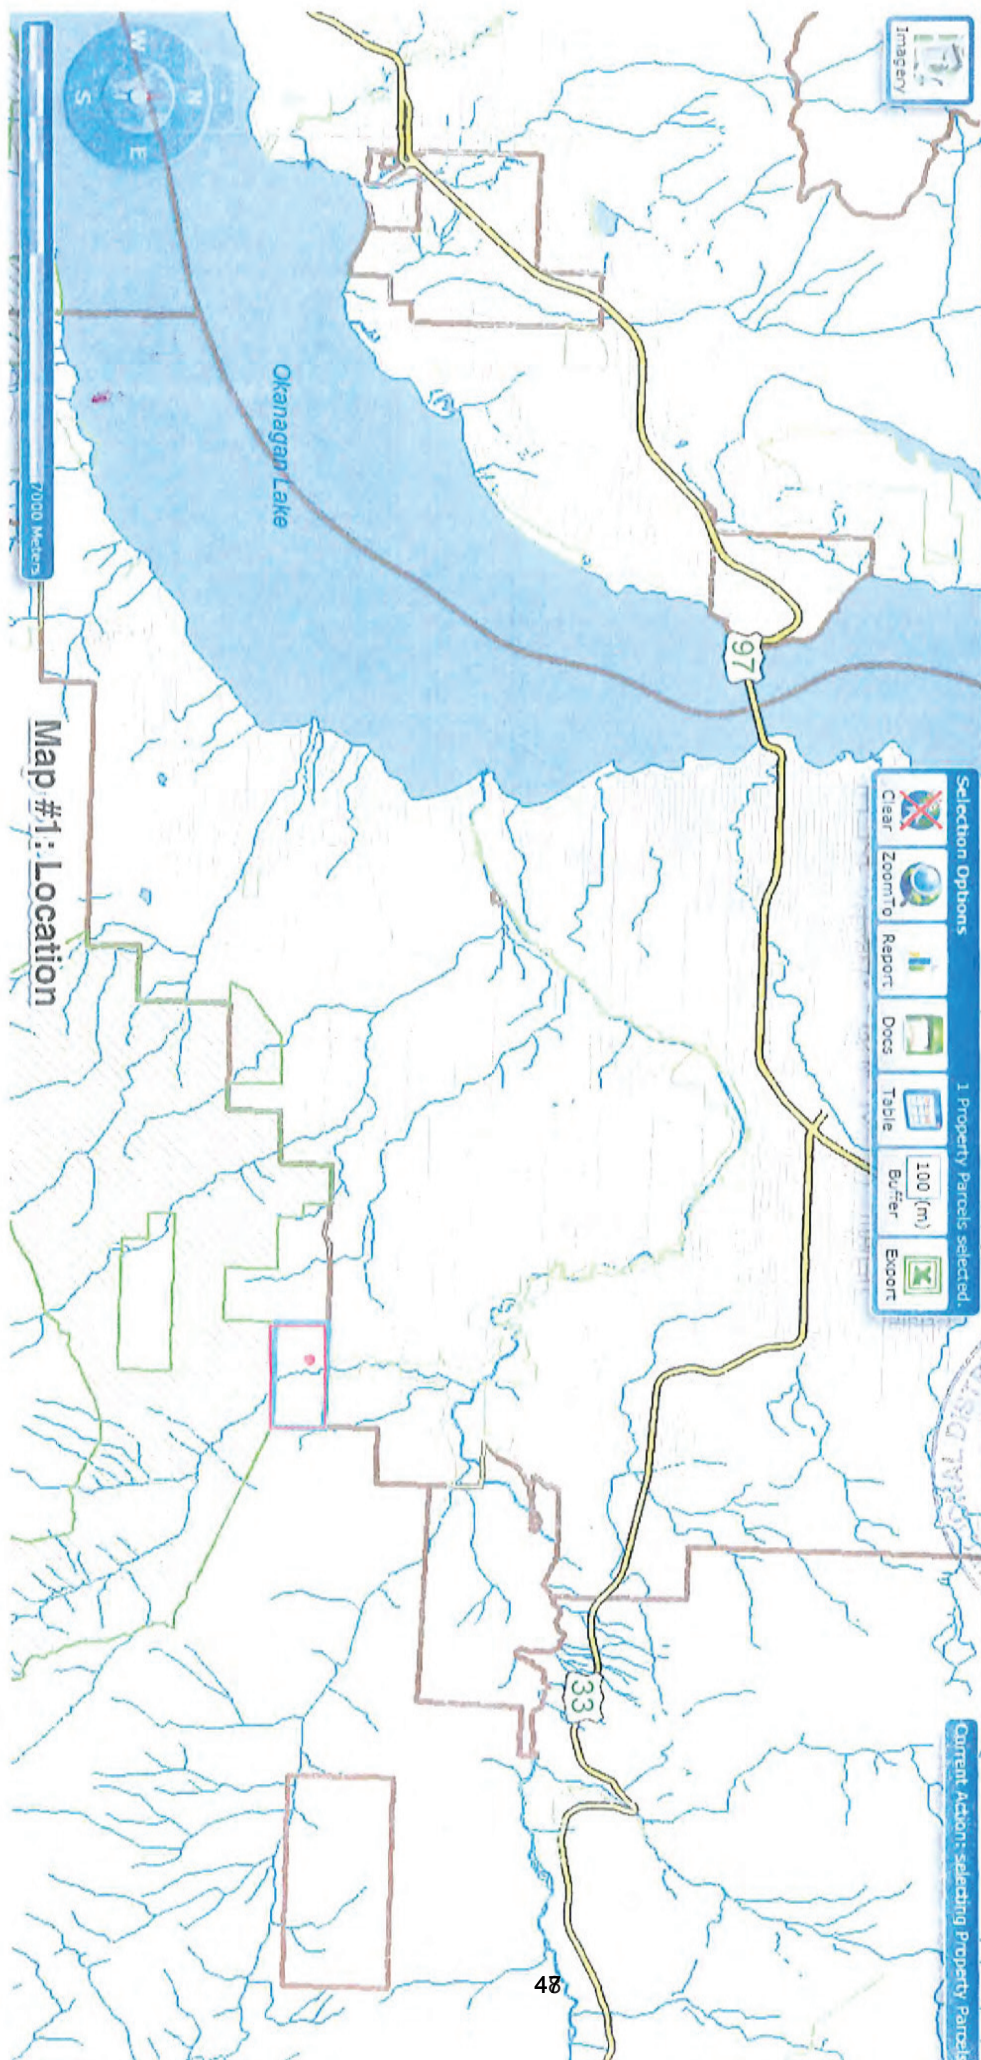 Imagery
Selection Options
1 Property Parcels selected.
Clear
ZoomTo
Report
Docs
Table
100 (m)
Buffer
Export
Current Action: selecting Property Parcels
N
W
E
S
Okanagan Lake
97
33
7000 Meters
Map #1: Location